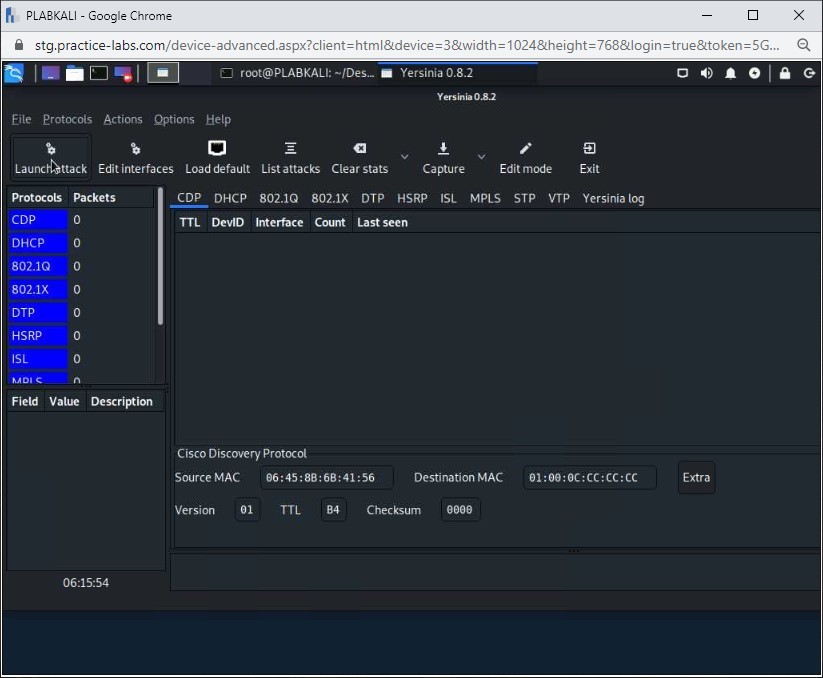 PLABKALI - Google Chrome
stg.practice-labs.com/device-advanced.aspx?client=html&device=3&width=1024&height=768&login=true&token=5G...
root@PLABKALI: ~/Des... Yersinia 0.8.2
Yersinia 0.8.2
File Protocols Actions Options Help
Launch attack Edit interfaces Load default List attacks Clear stats Capture Edit mode Exit
Protocols Packets CDP DHCP 802.1Q 802.1X DTP HSRP ISL MPLS STP VTP Yersinia log
CDP 0 TTL DevID Interface Count Last seen
DHCP 0
802.1Q 0
802.1X 0
DTP 0
HSRP 0
ISL 0
MPLS 0
Field Value Description
Cisco Discovery Protocol
Source MAC 06:45:8B:6B:41:56 Destination MAC 01:00:0C:CC:CC:CC Extra
Version 01 TTL B4 Checksum 0000
06:15:54